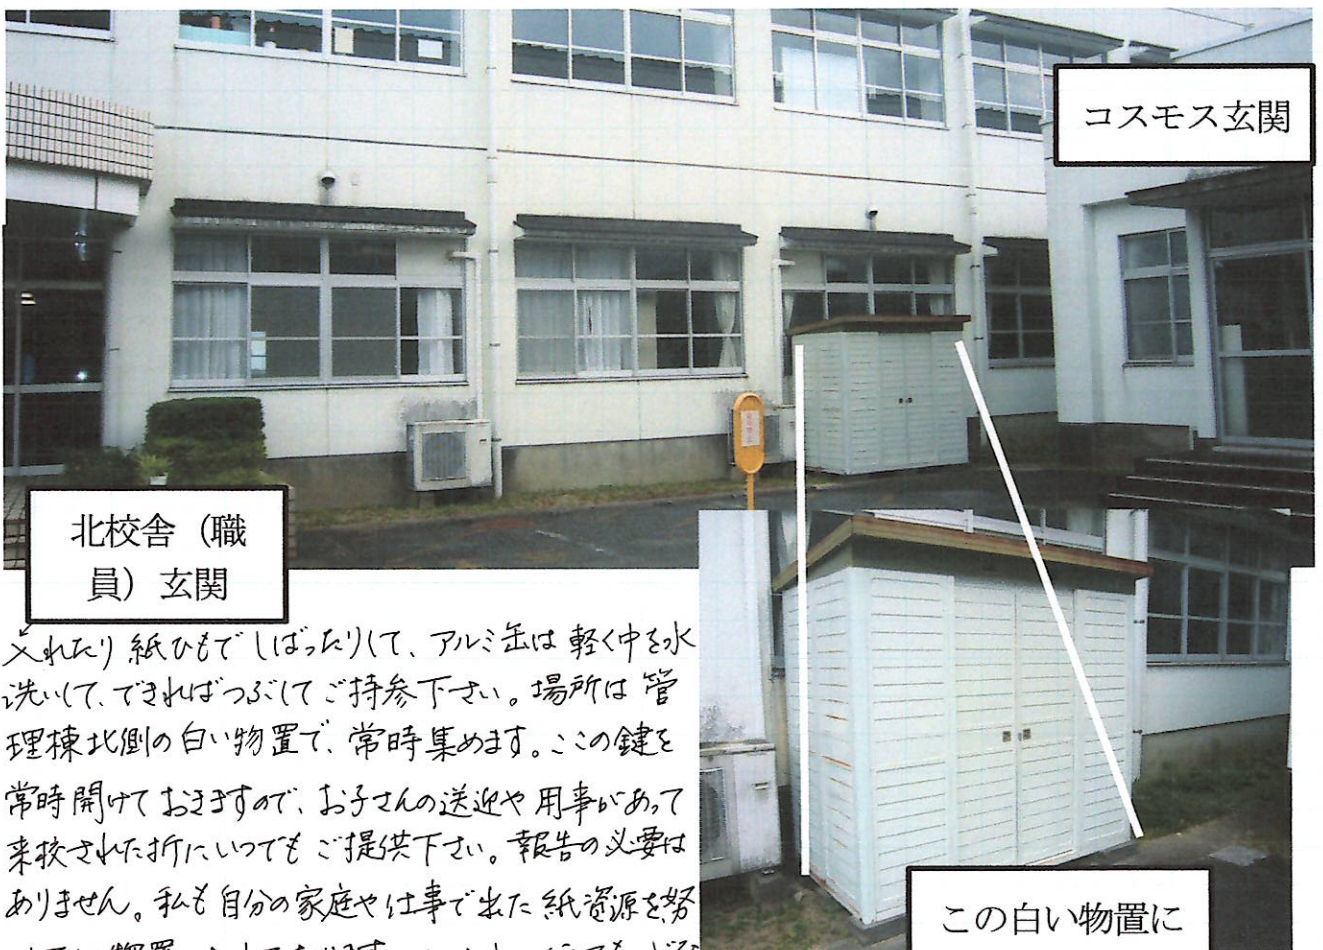 コスモス玄関
北校舎（職
員）玄関
入れたり紙ひもでしばったりして、アルミ缶は軽く中を水
洗いして、できればつぶしてご持参下さい。場所は管
理棟北側の白い物置で、常時集めます。ここの鍵を
常時開けておきますので、お子さんの送迎や用事があって
来校された折にいつでもご提供下さい。報告の必要は
ありません。私も自分の家庭や仕事で出た紙資源を努
この白い物置に